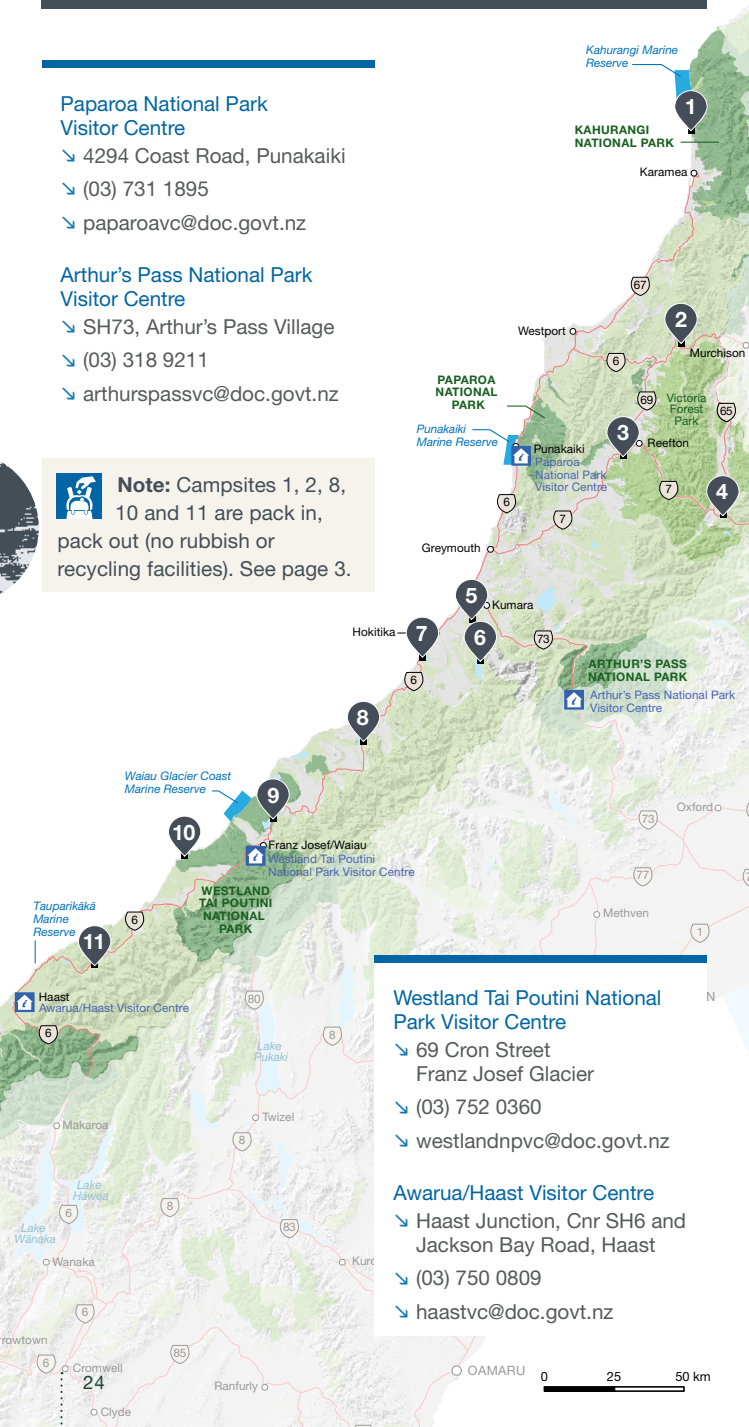 Paparoa National Park
Visitor Centre
↘ 4294 Coast Road, Punakaiki
↘ (03) 731 1895
↘ paparoavc@doc.govt.nz
Arthur's Pass National Park
Visitor Centre
↘ SH73, Arthur's Pass Village
↘ (03) 318 9211
↘ arthurspassvc@doc.govt.nz
Note: Campsites 1, 2, 8,
10 and 11 are pack in,
pack out (no rubbish or
recycling facilities). See page 3.
Kahurangi Marine
Reserve
1
KAHURANGI
NATIONAL PARK
Karamea
67
2
Westport
Murchison
6
PAPAROA
NATIONAL
PARK
69
Victoria
Forest
Park
65
Punakaiki
Marine Reserve
3
Reefton
Punakaiki
Paparoa
National Park
Visitor Centre
4
7
6
7
Greymouth
5
Kumara
Hokitika
7
6
73
ARTHUR'S PASS
NATIONAL PARK
6
Arthur's Pass National Park
Visitor Centre
8
Waiau Glacier Coast
Marine Reserve
9
10
Oxford
73
Franz Josef/Waiau
Westland Tai Poutini
National Park Visitor Centre
77
WESTLAND
TAI POUTINI
NATIONAL
PARK
Tauparikākā
Marine
Reserve
6
11
Methven
1
Haast
Awarua/Haast Visitor Centre
80
N
6
8
Lake
Pukaki
Makaroa
Twizel
8
Lake
Hāwea
6
8
Lake
Wānaka
83
Wanaka
Kuro
6
rrowtown
6
85
Cromwell
Ranfurly
Clyde
OAMARU
Westland Tai Poutini National
Park Visitor Centre
↘ 69 Cron Street
Franz Josef Glacier
↘ (03) 752 0360
↘ westlandnpvc@doc.govt.nz
Awarua/Haast Visitor Centre
↘ Haast Junction, Cnr SH6 and
Jackson Bay Road, Haast
↘ (03) 750 0809
↘ haastvc@doc.govt.nz
0 25 50 km
24